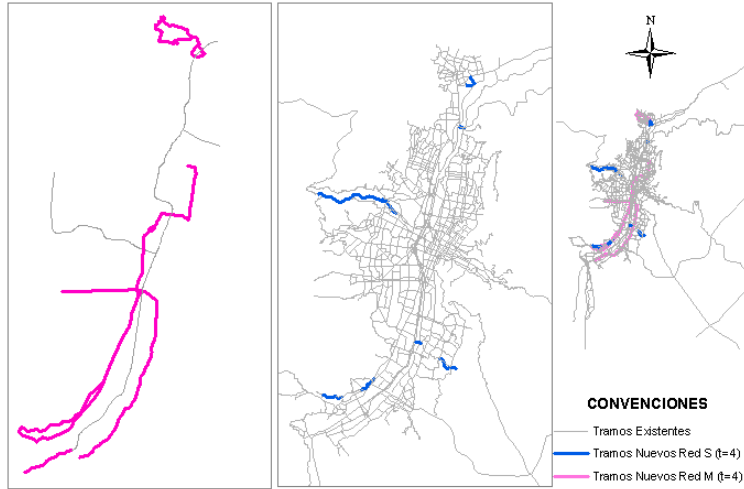 N
CONVENCIONES
Tramos Existentes
Tramos Nuevos Red S (t=4)
Tramos Nuevos Red M (t=4)